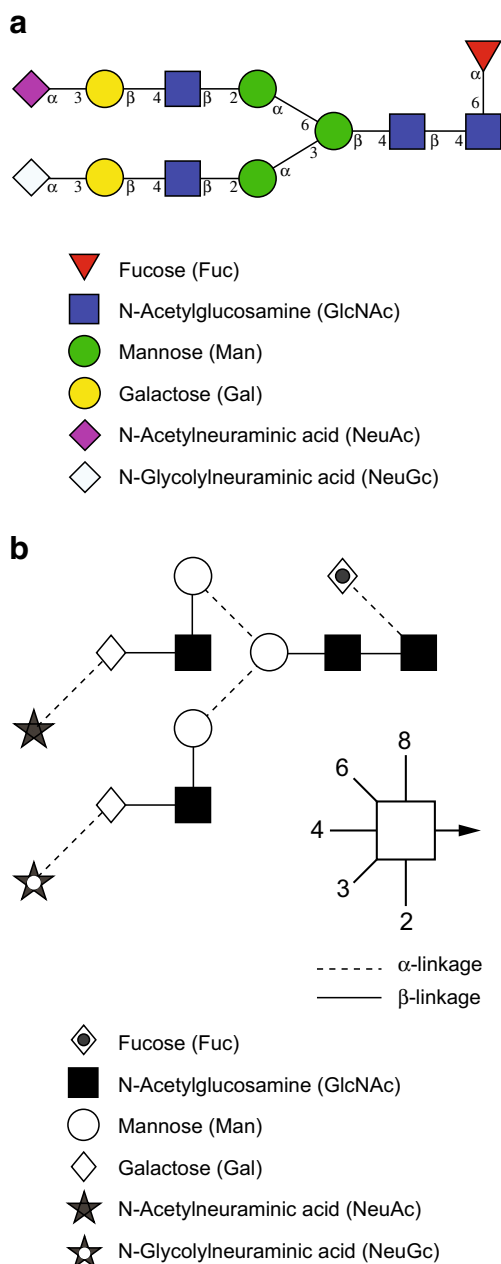 a
α
α 3 β 4 β 2 α 6
6 3 β 4 β 4
α 3 β 4 β 2 α
Fucose (Fuc)
N-Acetylglucosamine (GlcNAc)
Mannose (Man)
Galactose (Gal)
N-Acetylneuraminic acid (NeuAc)
N-Glycolylneuraminic acid (NeuGc)
b
8
6
4
3
2
α-linkage
β-linkage
Fucose (Fuc)
N-Acetylglucosamine (GlcNAc)
Mannose (Man)
Galactose (Gal)
N-Acetylneuraminic acid (NeuAc)
N-Glycolylneuraminic acid (NeuGc)